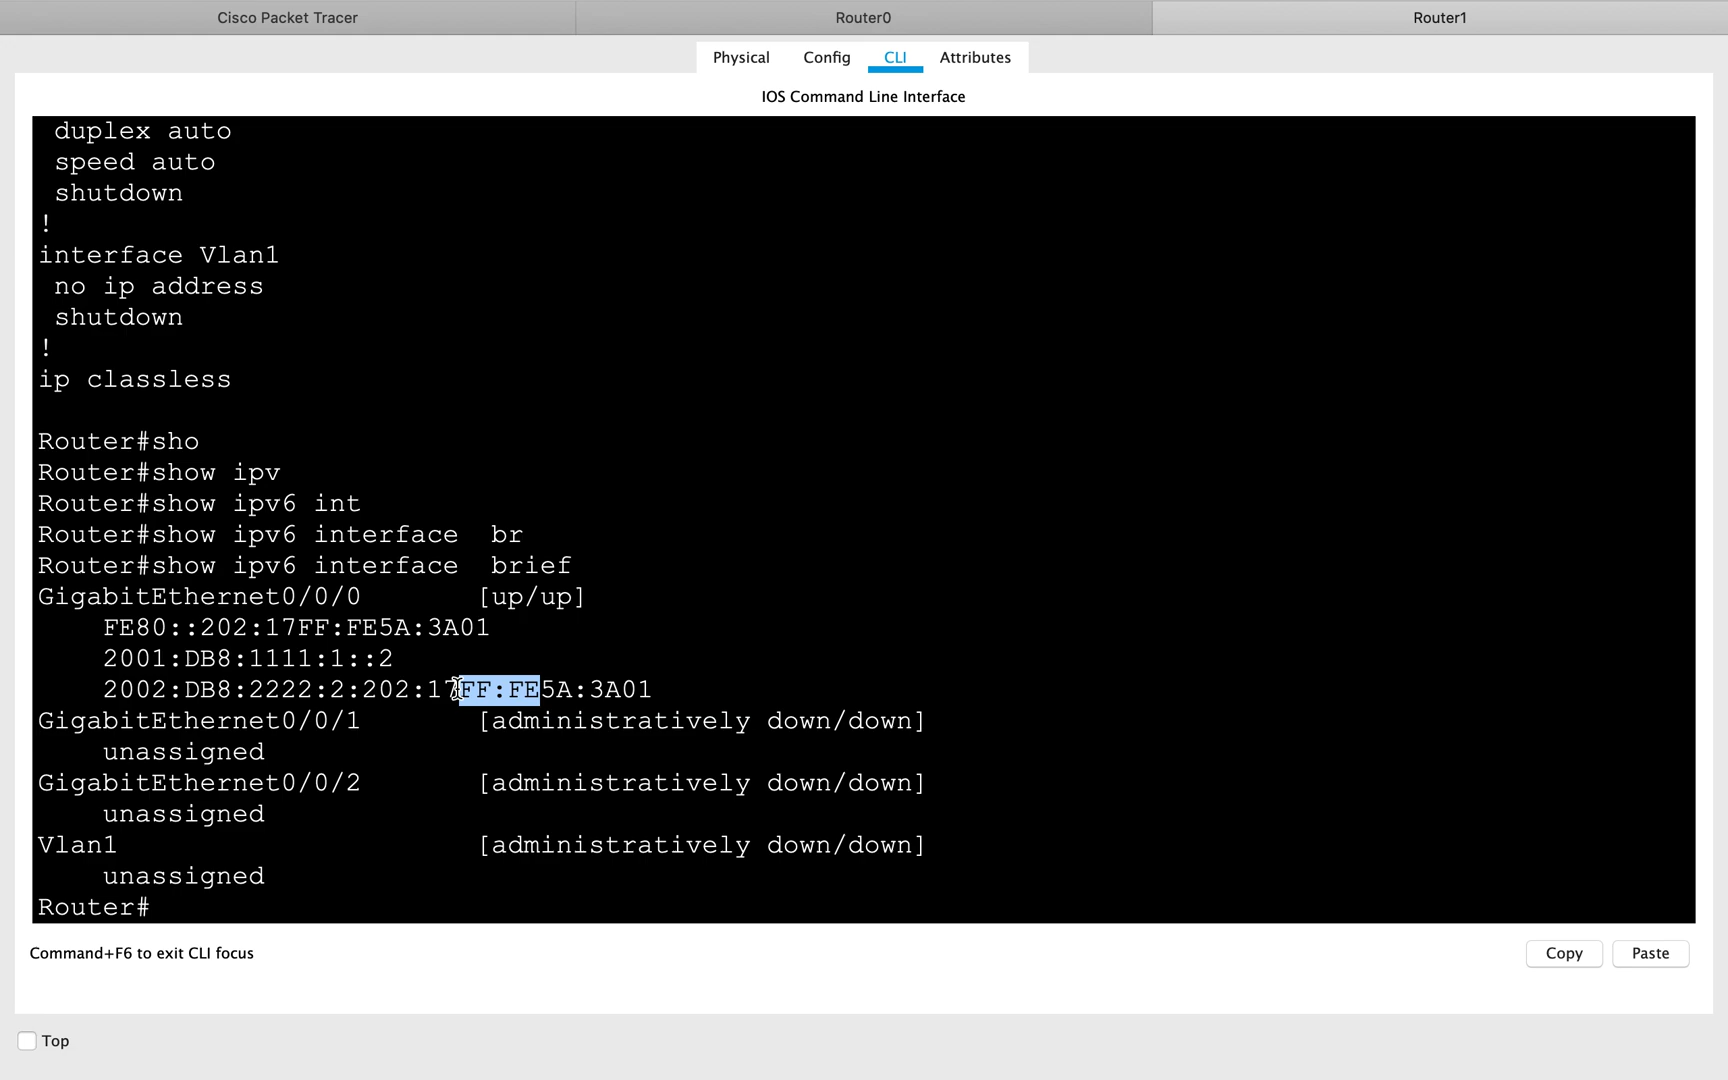 Cisco Packet Tracer Router0 Router1
Physical Config CLI Attributes
IOS Command Line Interface
duplex auto
speed auto
shutdown
!
interface Vlan1
no ip address
shutdown
!
ip classless
Router#sho
Router#show ipv
Router#show ipv6 int
Router#show ipv6 interface  br
Router#show ipv6 interface  brief
GigabitEthernet0/0/0       [up/up]
FE80::202:17FF:FE5A:3A01
2001:DB8:1111:1::2
2002:DB8:2222:2:202:17FF:FE5A:3A01
GigabitEthernet0/0/1       [administratively down/down]
unassigned
GigabitEthernet0/0/2       [administratively down/down]
unassigned
Vlan1                      [administratively down/down]
unassigned
Router#
Command+F6 to exit CLI focus Copy Paste
Top